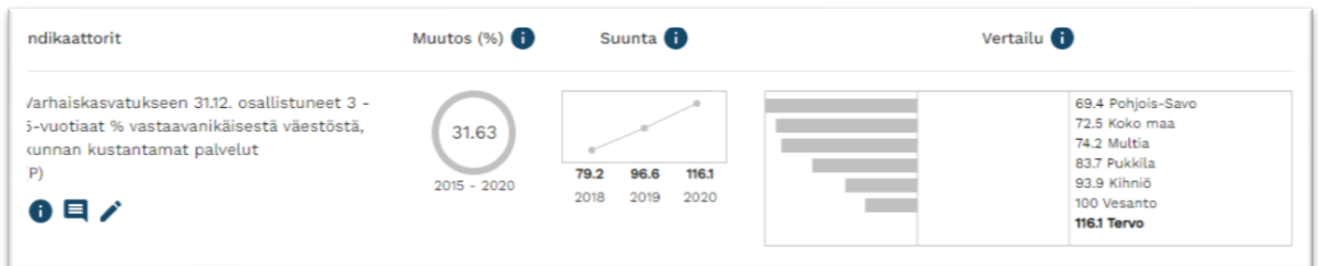 ndikaattorit
Muutos (%)
Suunta
Vertailu
Varhaiskasvatukseen 31.12. osallistuneet 3 -
5-vuotiaat % vastaavanikäisestä väestöstä,
kunnan kustantamat palvelut
P)
31.63
2015 - 2020
79.2 96.6 116.1
2018 2019 2020
69.4 Pohjois-Savo
72.5 Koko maa
74.2 Multia
83.7 Pukkila
93.9 Kihniö
100 Vesanto
116.1 Tervo